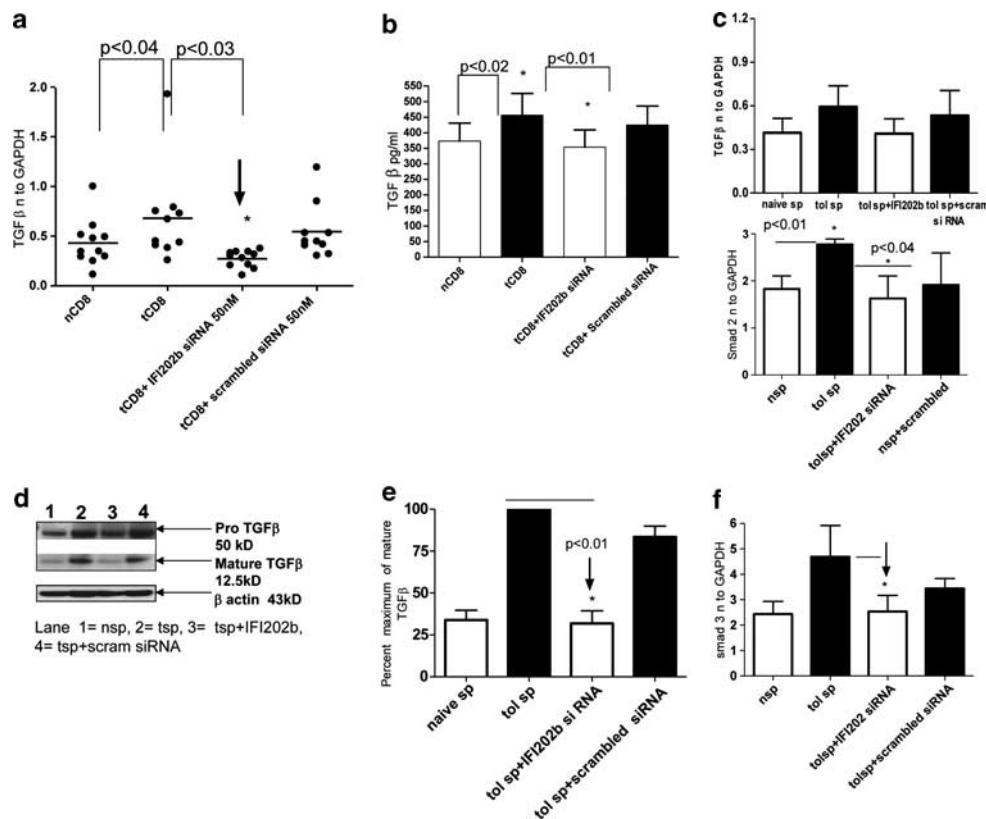 a
p<0.04
p<0.03
TGFβ n to GAPDH
2.0
1.5
1.0
0.5
0.0
*
nCD8
tCD8
tCD8+ IFI202b siRNA 50nM
tCD8+ scrambled siRNA 50nM
b
p<0.02
p<0.01
TGF β pg/ml
550
500
450
400
350
300
250
200
150
100
50
0
*
*
nCD8
tCD8
tCD8+IFI202b siRNA
tCD8+ Scrambled siRNA
c
TGFβ n to GAPDH
1.2
0.9
0.6
0.3
0.0
naive sp
tol sp
tol sp+IFI202b
tol sp+scram
si RNA
p<0.01
*
p<0.04
*
Smad 2 n to GAPDH
3
2
1
0
nsp
tol sp
tolsp+IFI202 siRNA
nsp+scrambled
d
1 2 3 4
Pro TGFβ
50 kD
Mature TGFβ
12.5kD
β actin 43kD
Lane 1= nsp, 2= tsp, 3= tsp+IFI202b,
4= tsp+scram siRNA
e
Percent maximum of mature
TGFβ
100
75
50
25
0
p<0.01
*
naive sp
tol sp
tol sp+IFI202b si RNA
tol sp+scrambled siRNA
f
smad 3 n to GAPDH
6
5
4
3
2
1
0
*
nsp
tol sp
tolsp+IFI202 siRNA
tolsp+scrambled siRNA